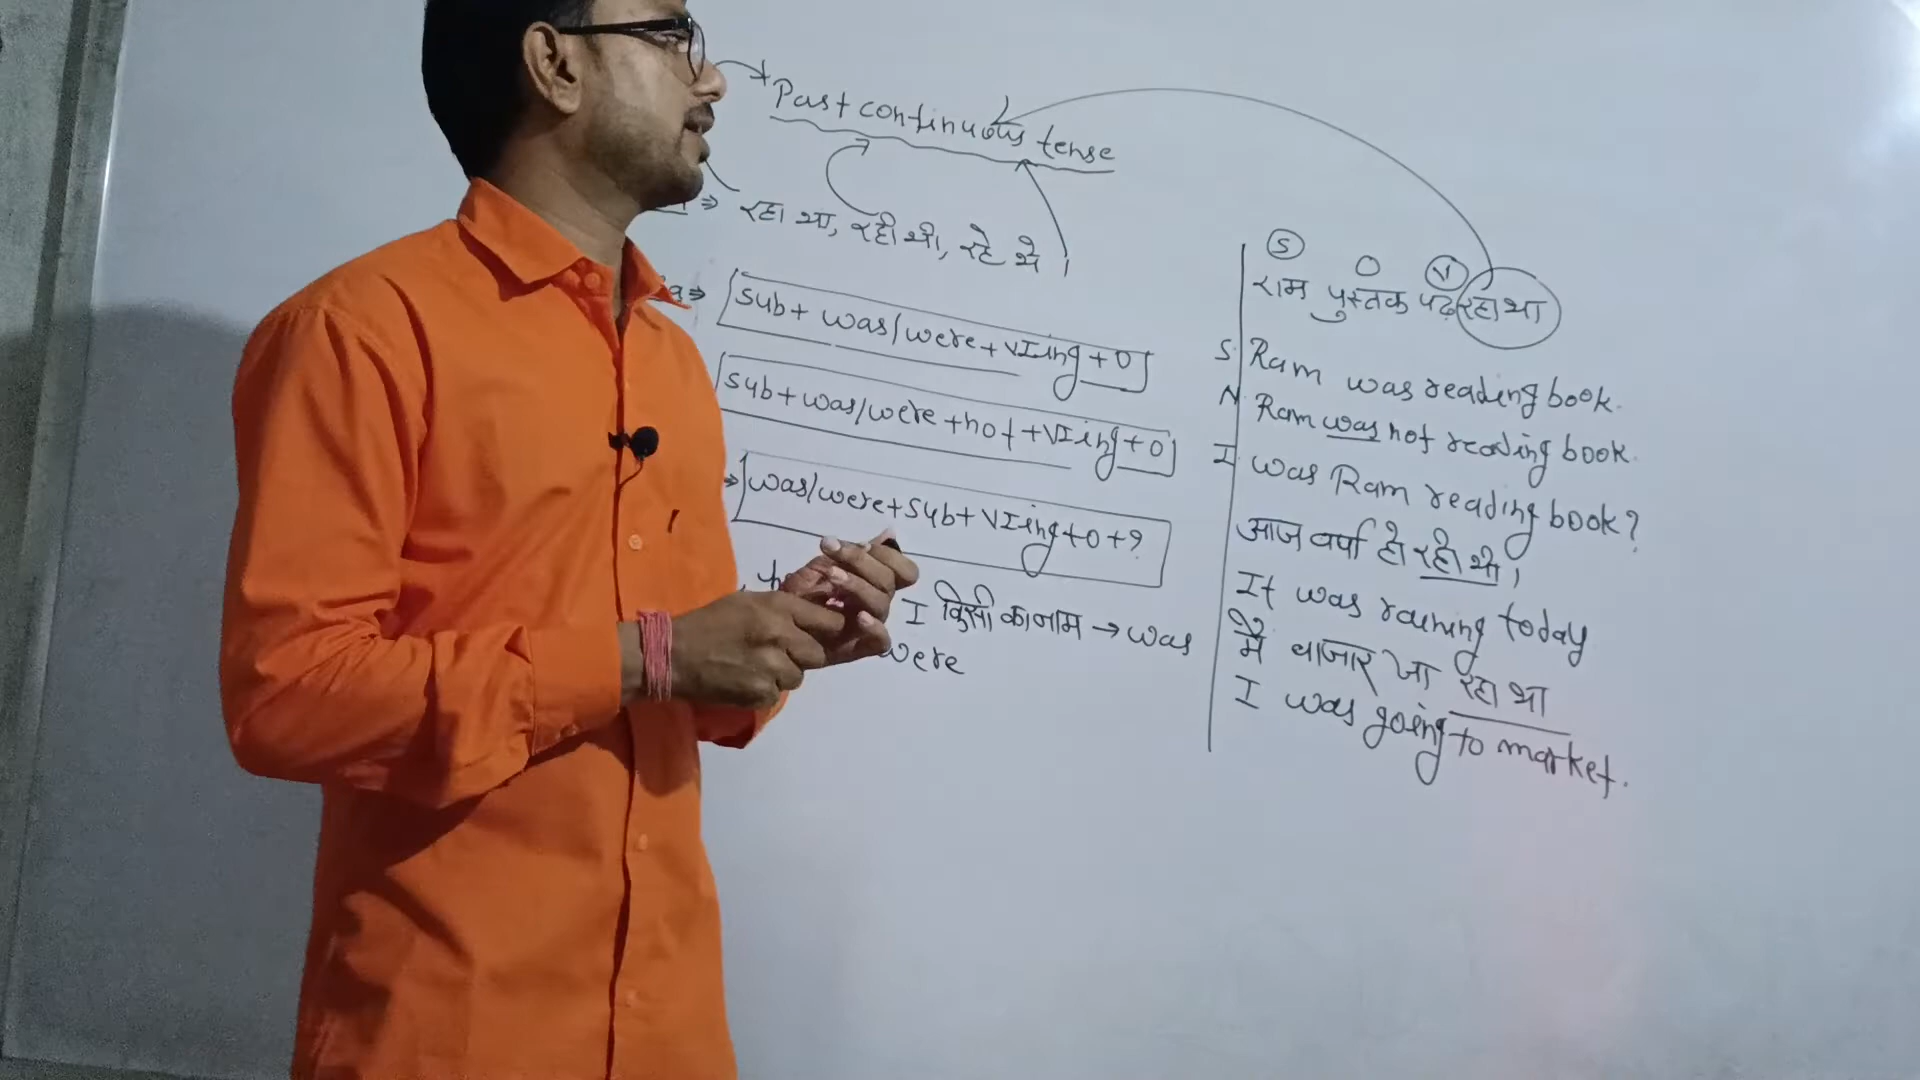 Past continuous tense
⇒ रहा था, रही थी, रहे थे ।
⇒ Sub+ was/were+VIing+O
Sub+was/were+not+VIing+O
⇒ was/were+Sub+VIing+O+?
I किसी का नाम → was
were
S O V
राम पुस्तक पढ़ रहा था
S. Ram was reading book.
N. Ram was not reading book.
I was Ram reading book?
आज वर्षा हो रही थी।
It was raining today
मैं बाजार जा रहा था
I was going to market.